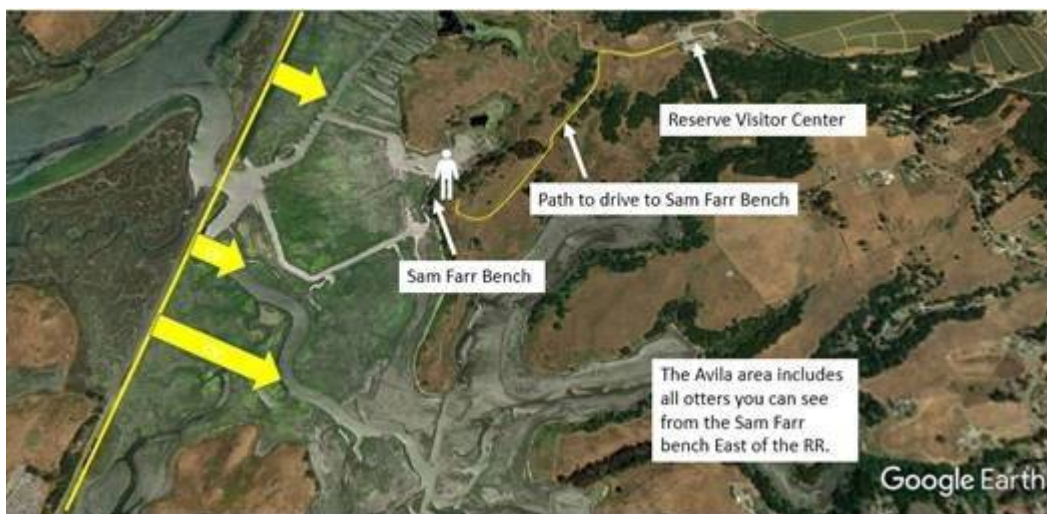 Reserve Visitor Center
Path to drive to Sam Farr Bench
Sam Farr Bench
The Avila area includes
all otters you can see
from the Sam Farr
bench East of the RR.
Google Earth